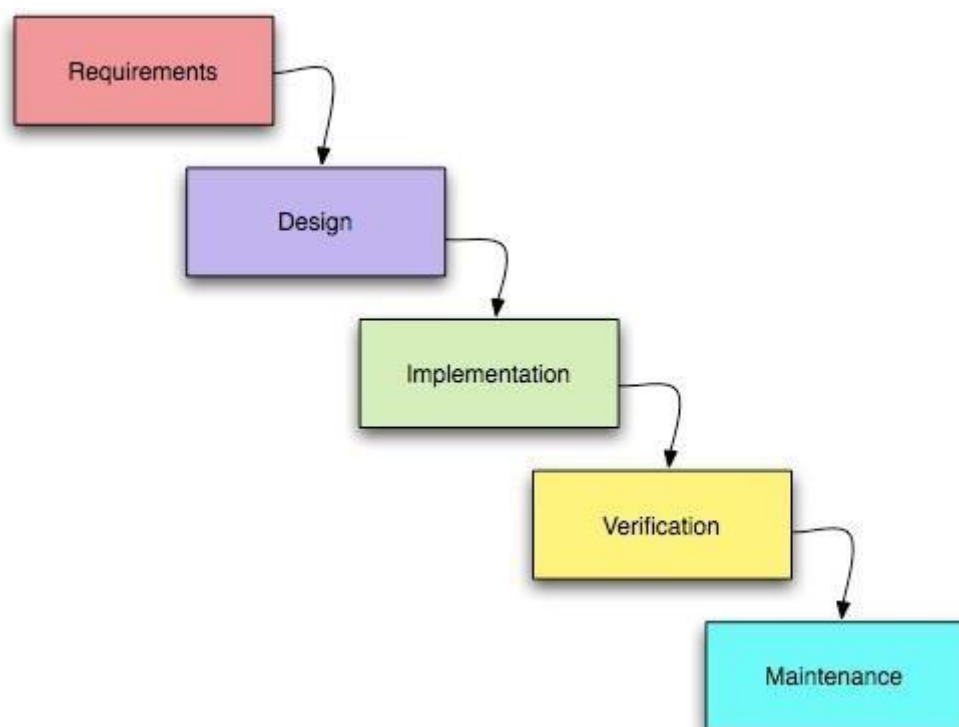 Requirements
Design
Implementation
Verification
Maintenance